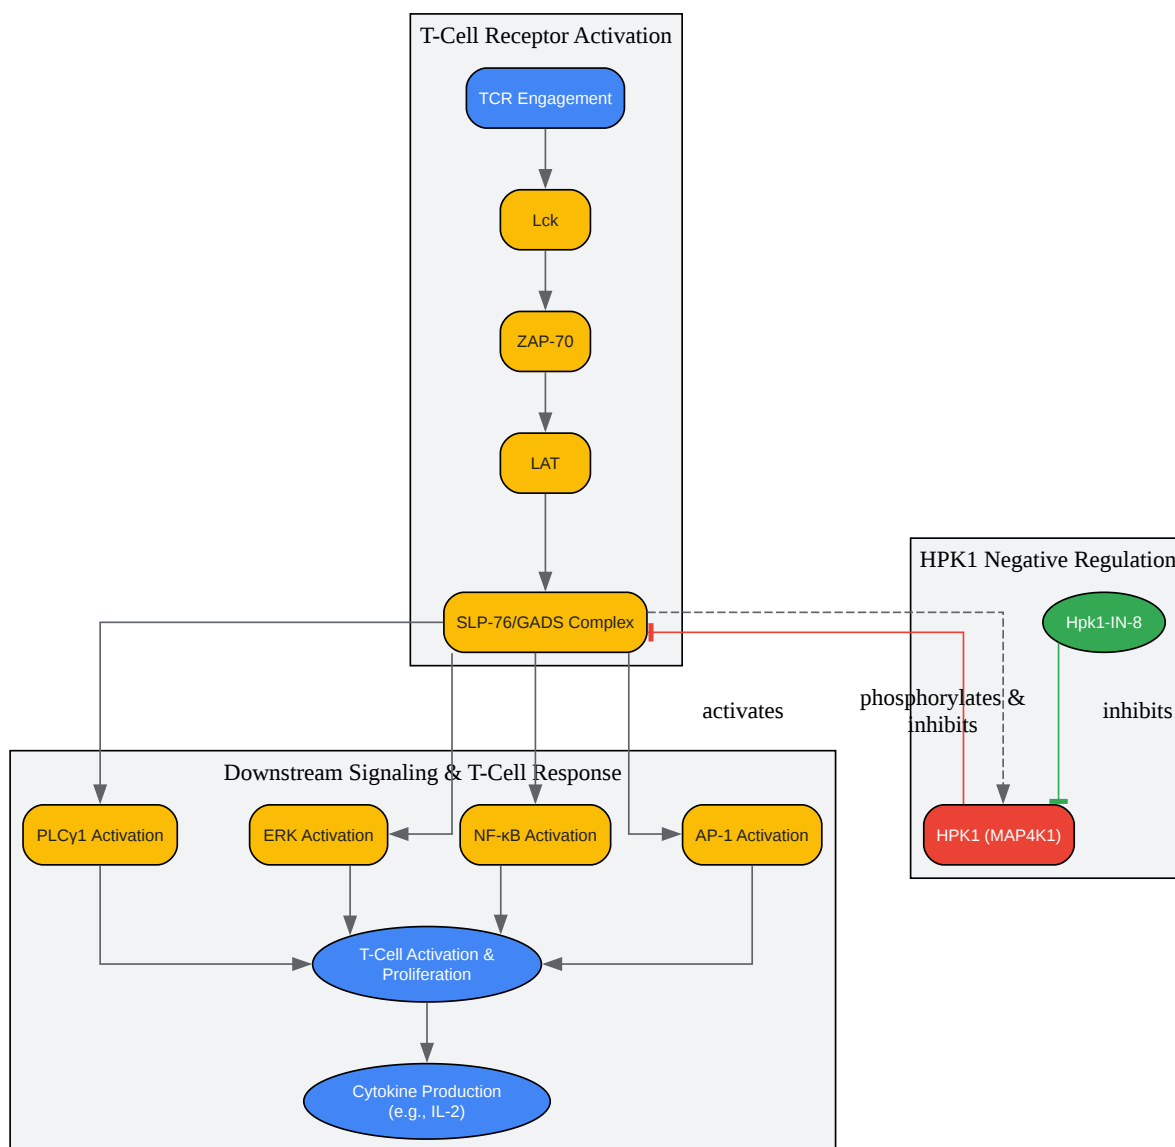 T-Cell Receptor Activation
TCR Engagement
Lck
ZAP-70
LAT
SLP-76/GADS Complex
HPK1 Negative Regulation
Hpk1-IN-8
activates
phosphorylates &
inhibits
inhibits
HPK1 (MAP4K1)
Downstream Signaling & T-Cell Response
PLCγ1 Activation
ERK Activation
NF-κB Activation
AP-1 Activation
T-Cell Activation &
Proliferation
Cytokine Production
(e.g., IL-2)